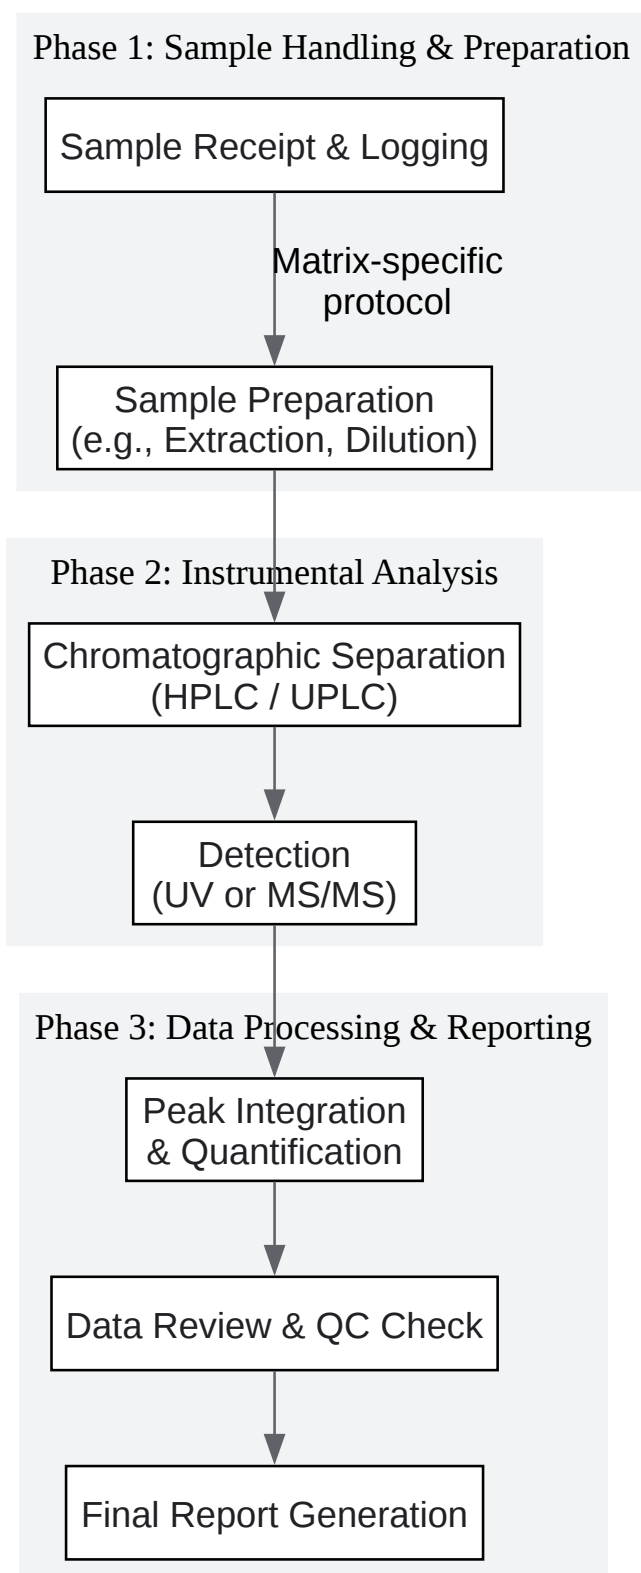 Phase 1: Sample Handling & Preparation
Sample Receipt & Logging
Matrix-specific
protocol
Sample Preparation
(e.g., Extraction, Dilution)
Phase 2: Instrumental Analysis
Chromatographic Separation
(HPLC / UPLC)
Detection
(UV or MS/MS)
Phase 3: Data Processing & Reporting
Peak Integration
& Quantification
Data Review & QC Check
Final Report Generation